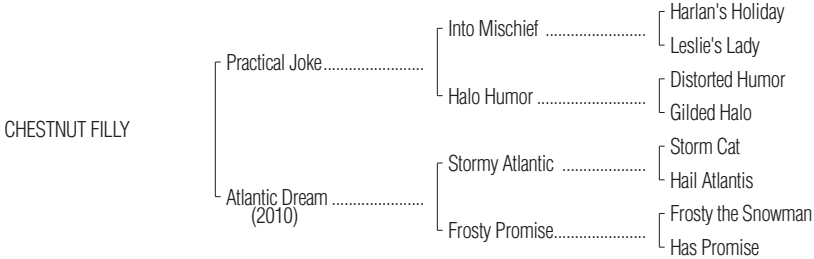 Harlan's Holiday
Into Mischief ........................
Leslie's Lady
Practical Joke........................
Distorted Humor
Halo Humor ..........................
Gilded Halo
CHESTNUT FILLY
Storm Cat
Stormy Atlantic ....................
Hail Atlantis
Atlantic Dream ......................
(2010)
Frosty the Snowman
Frosty Promise......................
Has Promise